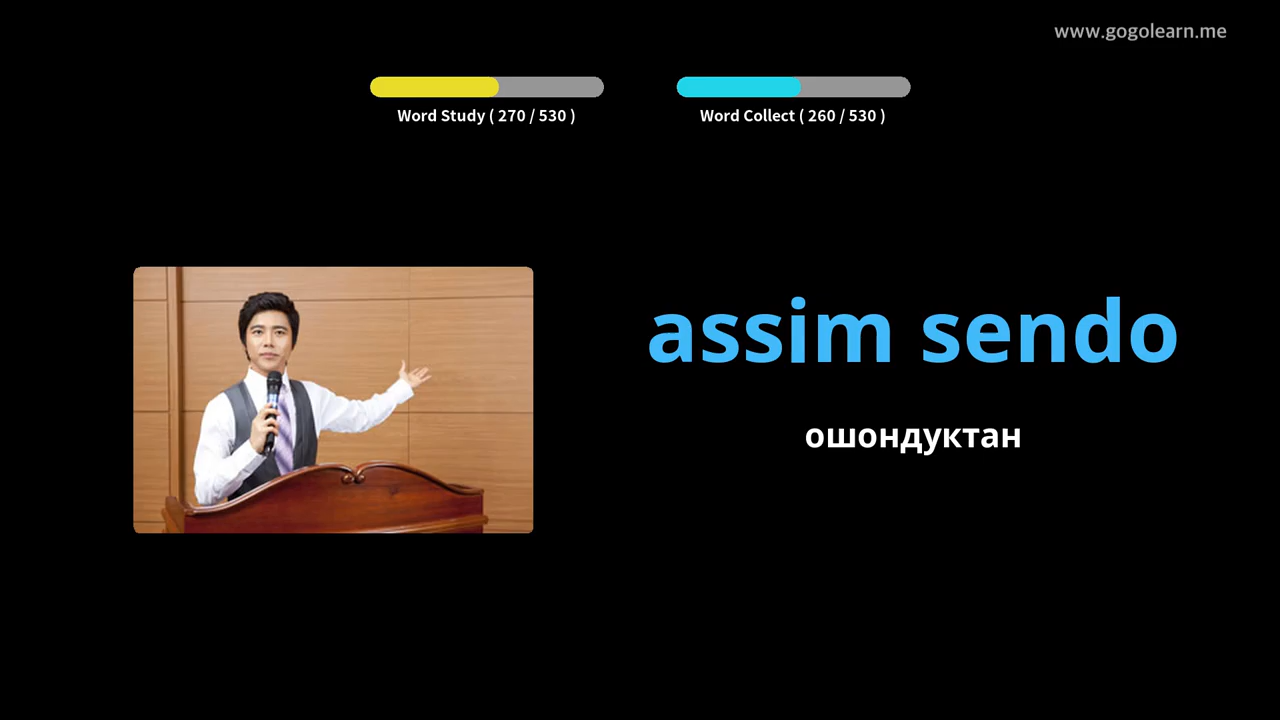 www.gogolearn.me
Word Study ( 270 / 530 )
Word Collect ( 260 / 530 )
assim sendo
ошондуктан